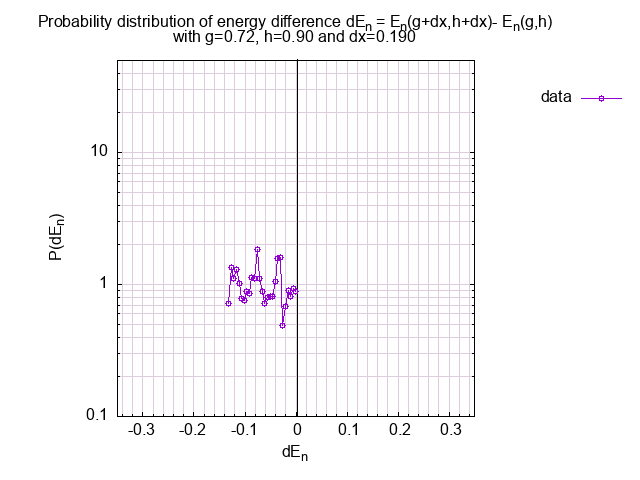 Probability distribution of energy difference dEn = En(g+dx,h+dx)- En(g,h)
with g=0.72, h=0.90 and dx=0.190
data
10
1
0.1
P(dEn)
-0.3 -0.2 -0.1 0 0.1 0.2 0.3
dEn